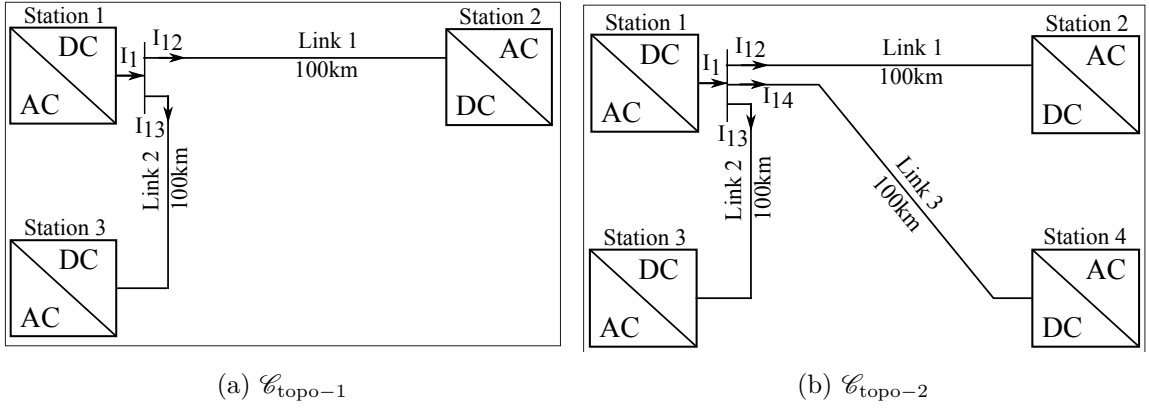 Station 1
DC
AC
I1
I12
Link 1
100km
Station 2
AC
DC
I13
Link 2
100km
Station 3
DC
AC
(a) 𝒞topo−1
Station 1
DC
AC
I1
I12
I14
Link 1
100km
Station 2
AC
DC
I13
Link 2
100km
Link 3
100km
Station 3
DC
AC
Station 4
AC
DC
(b) 𝒞topo−2